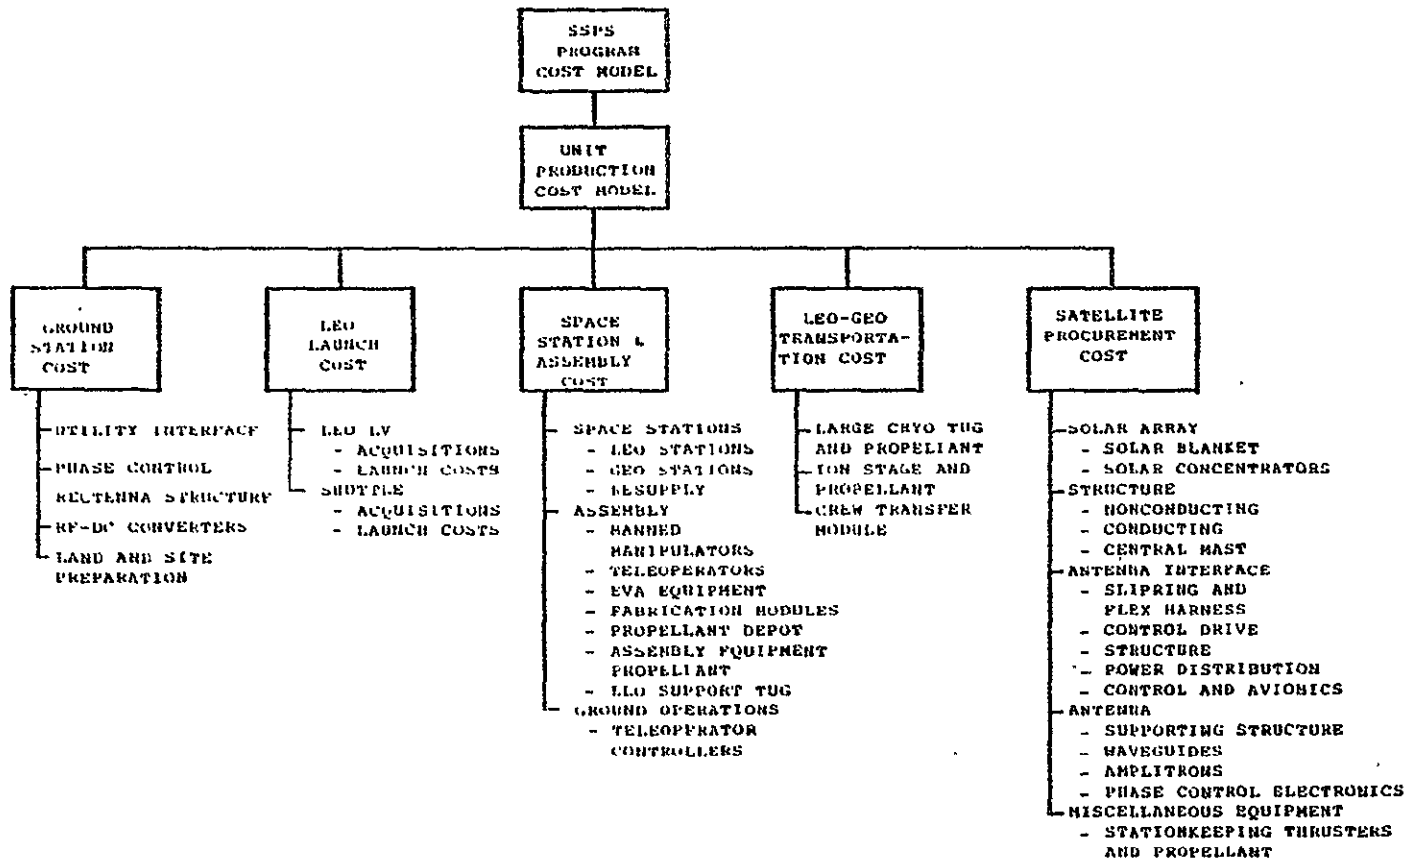 SSPS
PROGRAM
COST MODEL
UNIT
PRODUCTION
COST MODEL
GROUND
STATION
COST
LEO
LAUNCH
COST
SPACE
STATION &
ASSEMBLY
COST
LEO-GEO
TRANSPORTA-
TION COST
SATELLITE
PROCUREMENT
COST
UTILITY INTERFACE
PHASE CONTROL
RECTENNA STRUCTURE
RF-DC CONVERTERS
LAND AND SITE
PREPARATION
LEO LV
- ACQUISITIONS
- LAUNCH COSTS
SHUTTLE
- ACQUISITIONS
- LAUNCH COSTS
SPACE STATIONS
- LEO STATIONS
- GEO STATIONS
- RESUPPLY
ASSEMBLY
- MANNED
MANIPULATORS
- TELEOPERATORS
- EVA EQUIPMENT
- FABRICATION MODULES
- PROPELLANT DEPOT
- ASSEMBLY EQUIPMENT
PROPELLANT
- LEO SUPPORT TUG
GROUND OPERATIONS
- TELEOPERATOR
CONTROLLERS
LARGE CRYO TUG
AND PROPELLANT
ION STAGE AND
PROPELLANT
CREW TRANSFER
MODULE
SOLAR ARRAY
- SOLAR BLANKET
- SOLAR CONCENTRATORS
STRUCTURE
- NONCONDUCTING
- CONDUCTING
- CENTRAL MAST
ANTENNA INTERFACE
- SLIPRING AND
FLEX HARNESS
- CONTROL DRIVE
- STRUCTURE
- POWER DISTRIBUTION
- CONTROL AND AVIONICS
ANTENNA
- SUPPORTING STRUCTURE
- WAVEGUIDES
- AMPLITRONS
- PHASE CONTROL ELECTRONICS
MISCELLANEOUS EQUIPMENT
- STATIONKEEPING THRUSTERS
AND PROPELLANT